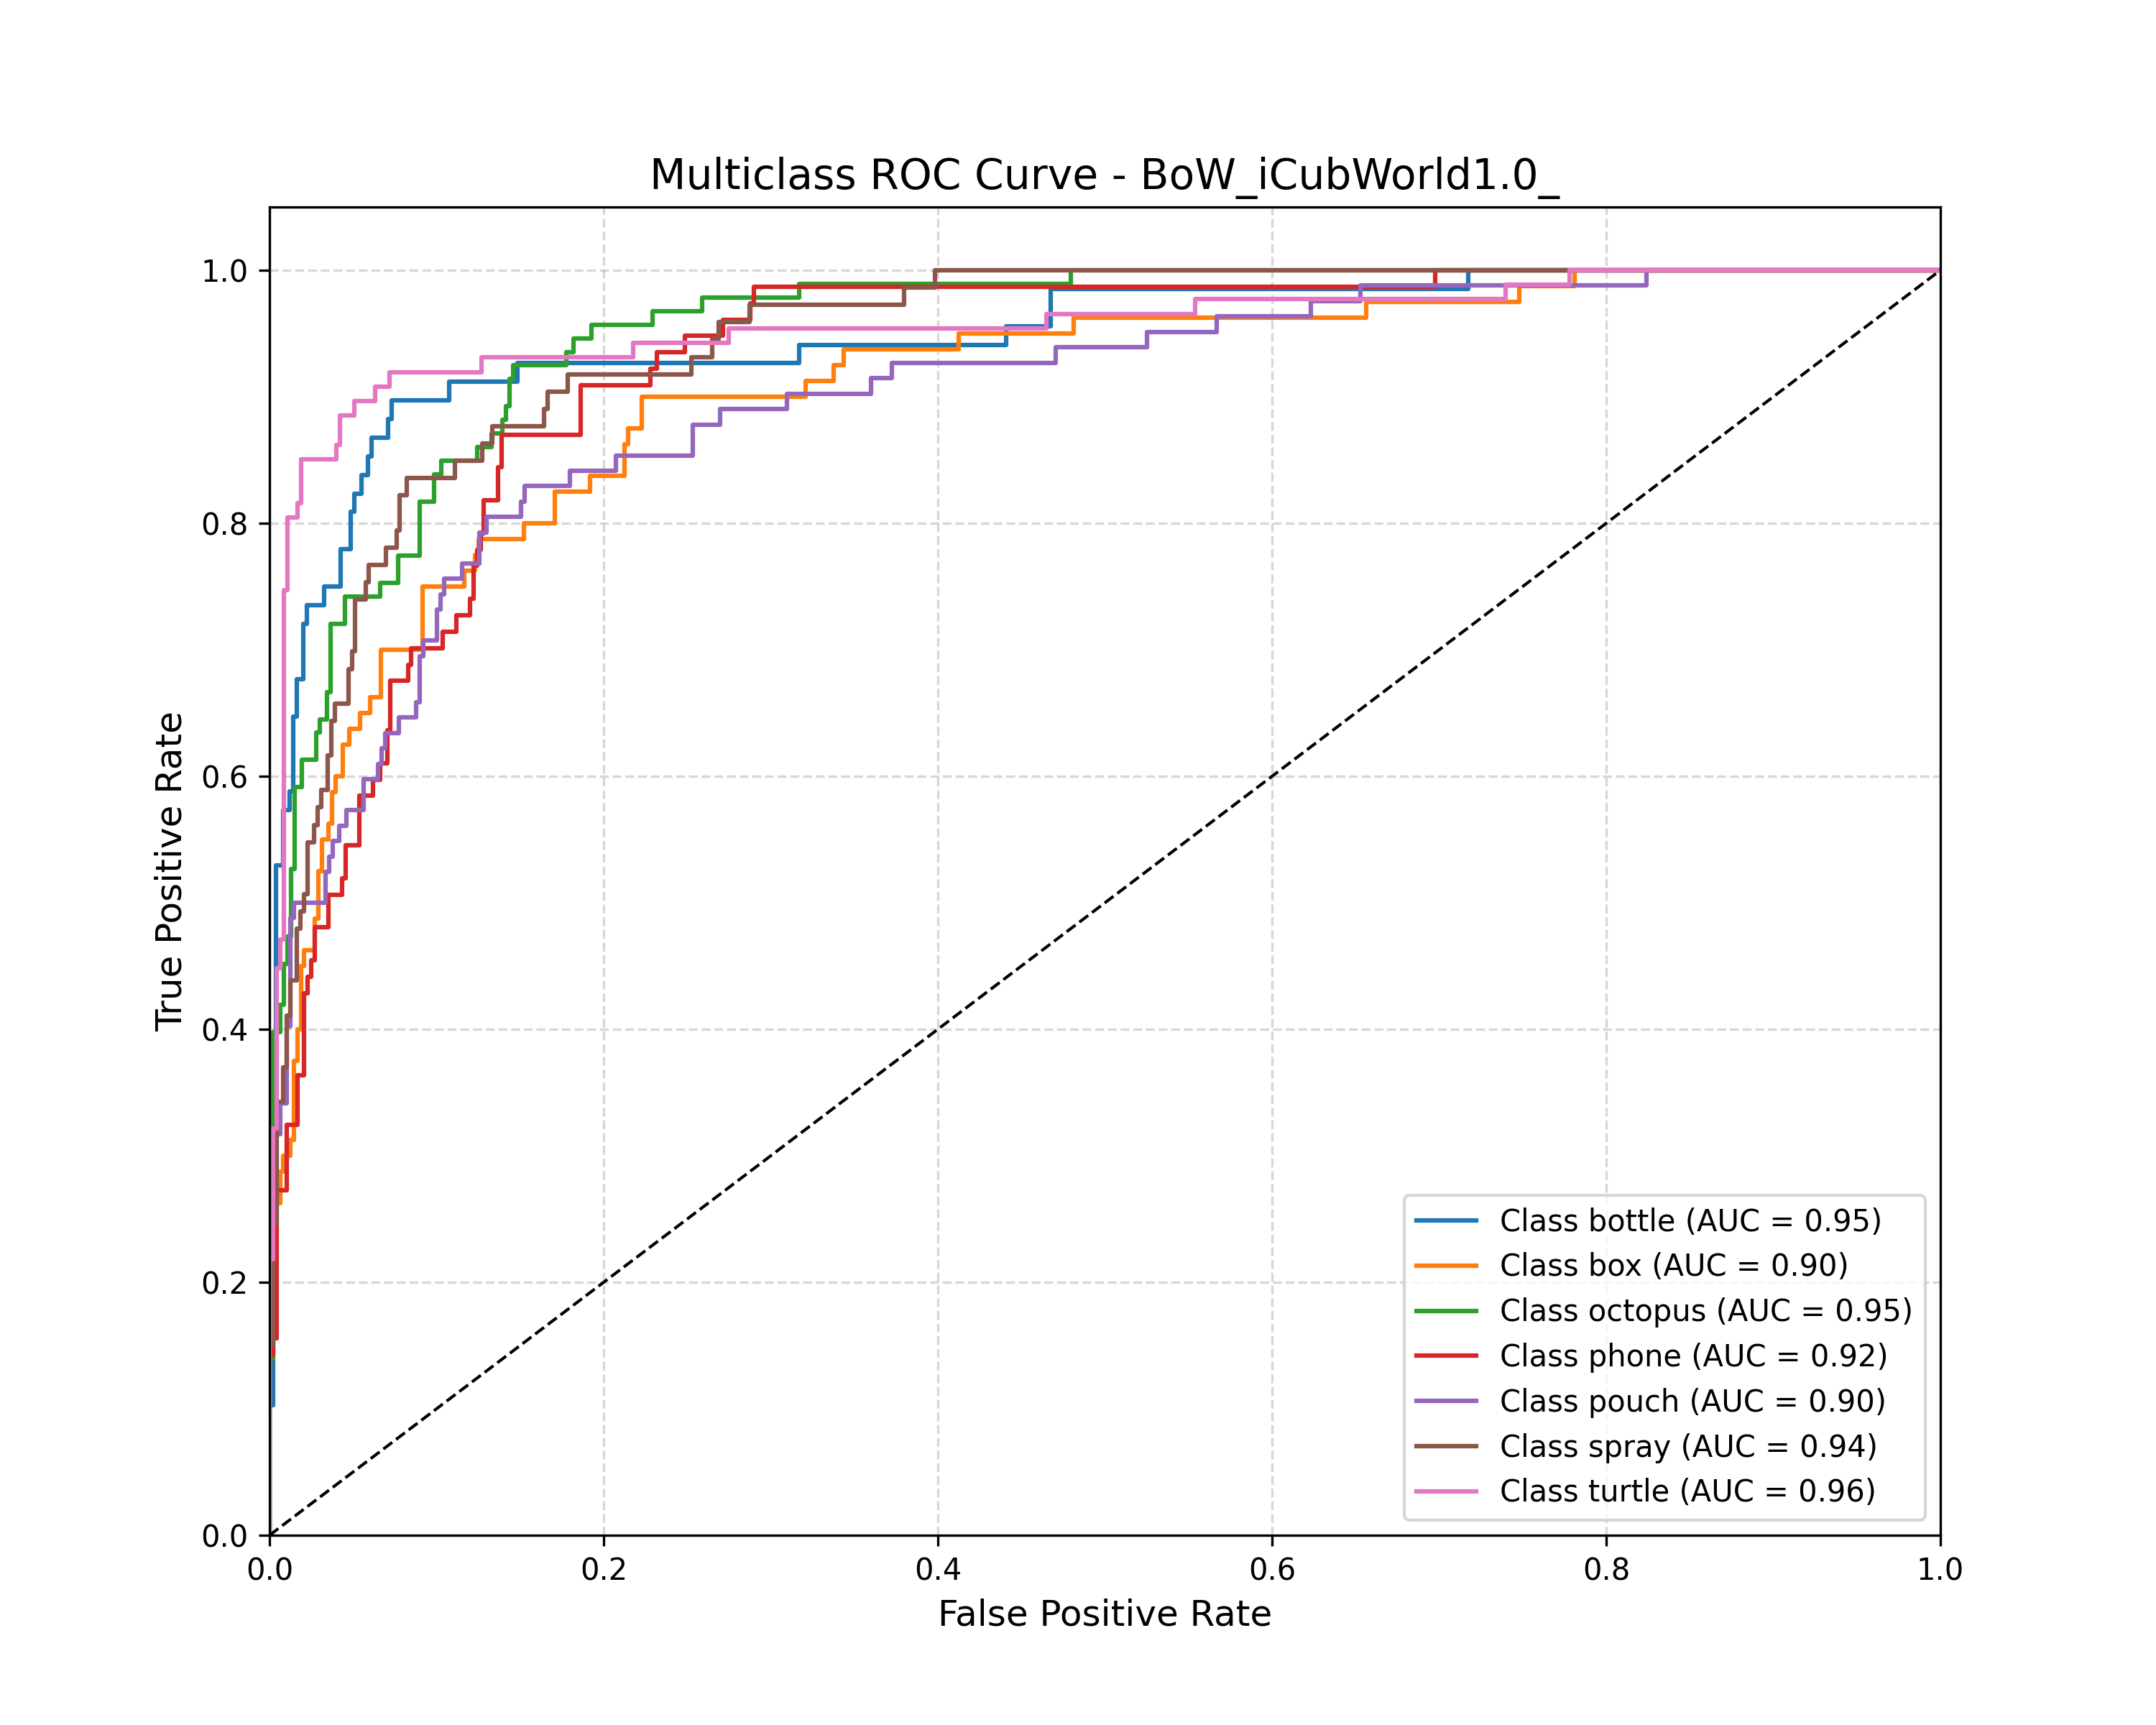 Multiclass ROC Curve - BoW_iCubWorld1.0_
True Positive Rate
1.0
0.8
0.6
0.4
0.2
0.0
0.0 0.2 0.4 0.6 0.8 1.0
False Positive Rate
Class bottle (AUC = 0.95)
Class box (AUC = 0.90)
Class octopus (AUC = 0.95)
Class phone (AUC = 0.92)
Class pouch (AUC = 0.90)
Class spray (AUC = 0.94)
Class turtle (AUC = 0.96)